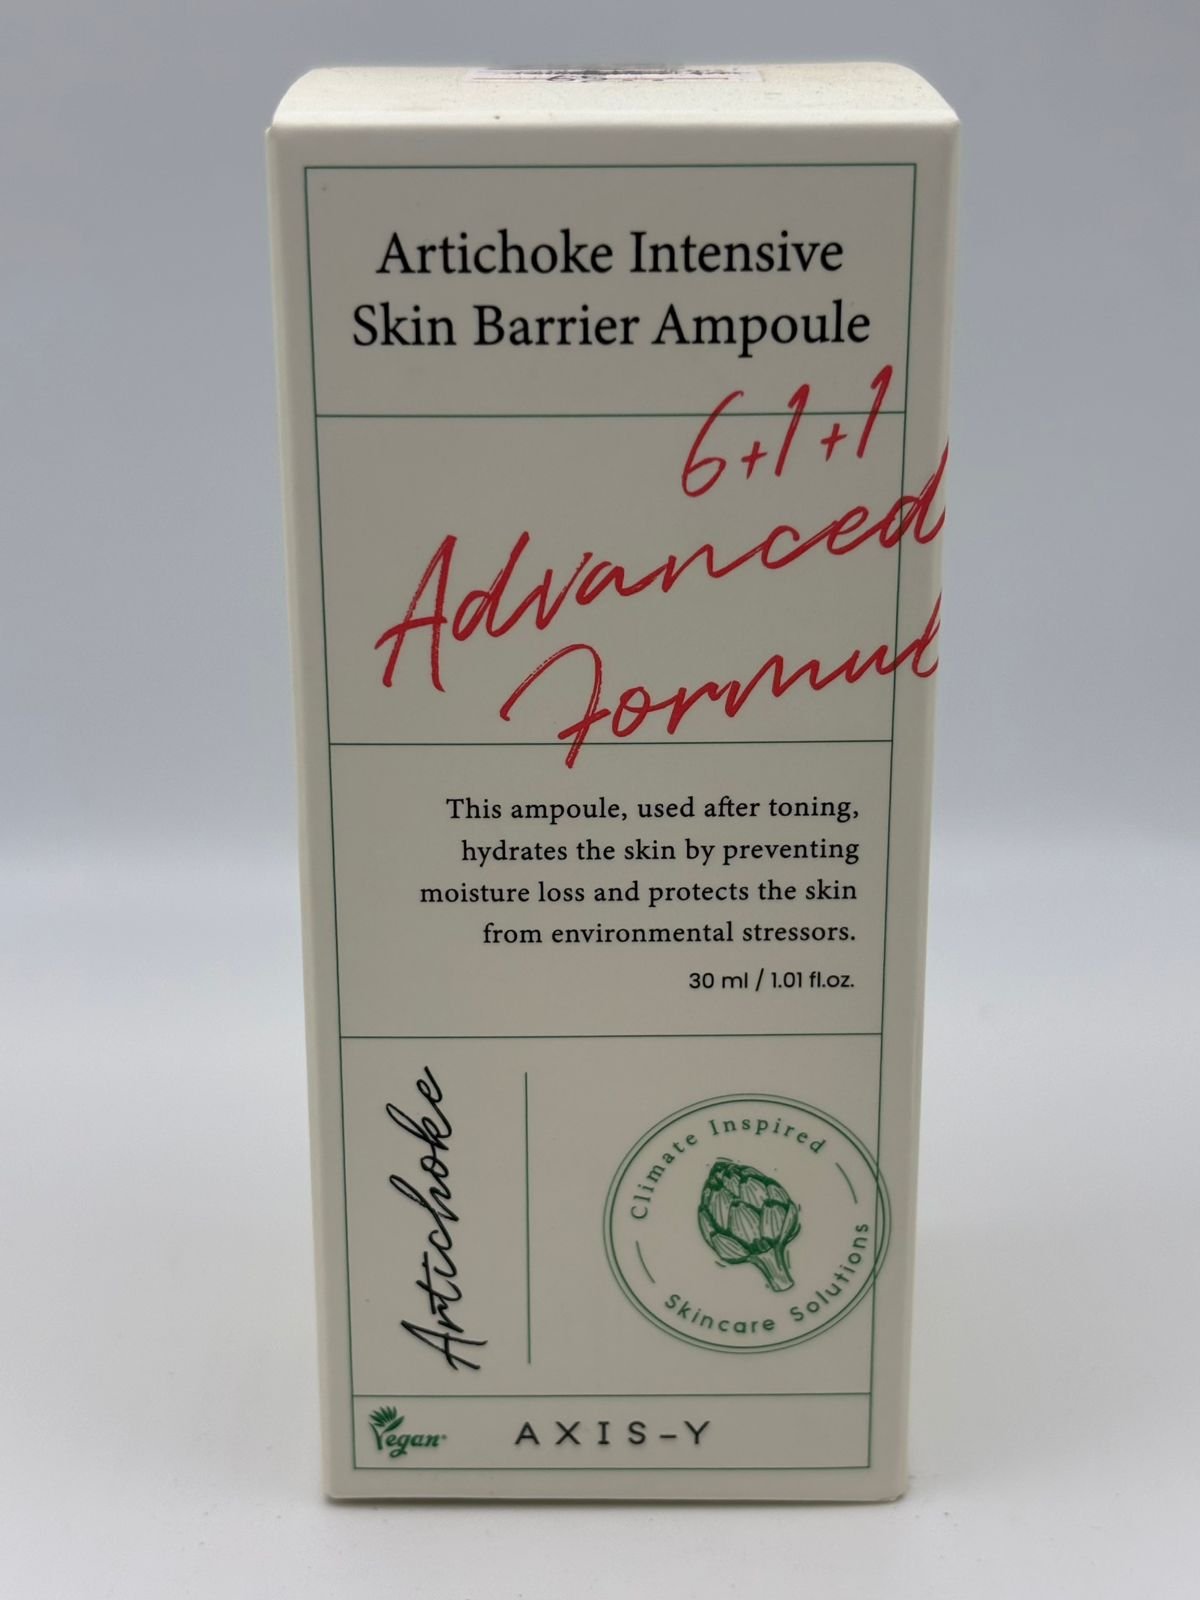 Artichoke Intensive
Skin Barrier Ampoule
6+1+1
Advanced
Formul
This ampoule, used after toning,
hydrates the skin by preventing
moisture loss and protects the skin
from environmental stressors.
30 ml / 1.01 fl.oz.
Artichoke
Climate Inspired
Skincare Solutions
Vegan
AXIS-Y